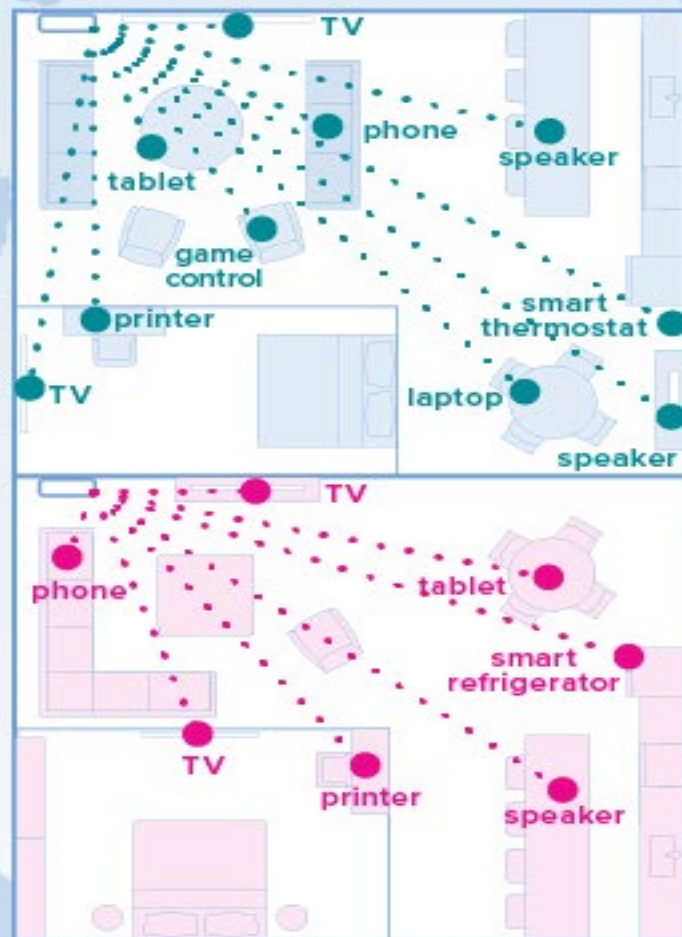 TV
phone
speaker
tablet
game
control
smart
thermostat
printer
TV
laptop
speaker
TV
phone
tablet
smart
refrigerator
TV
printer
speaker